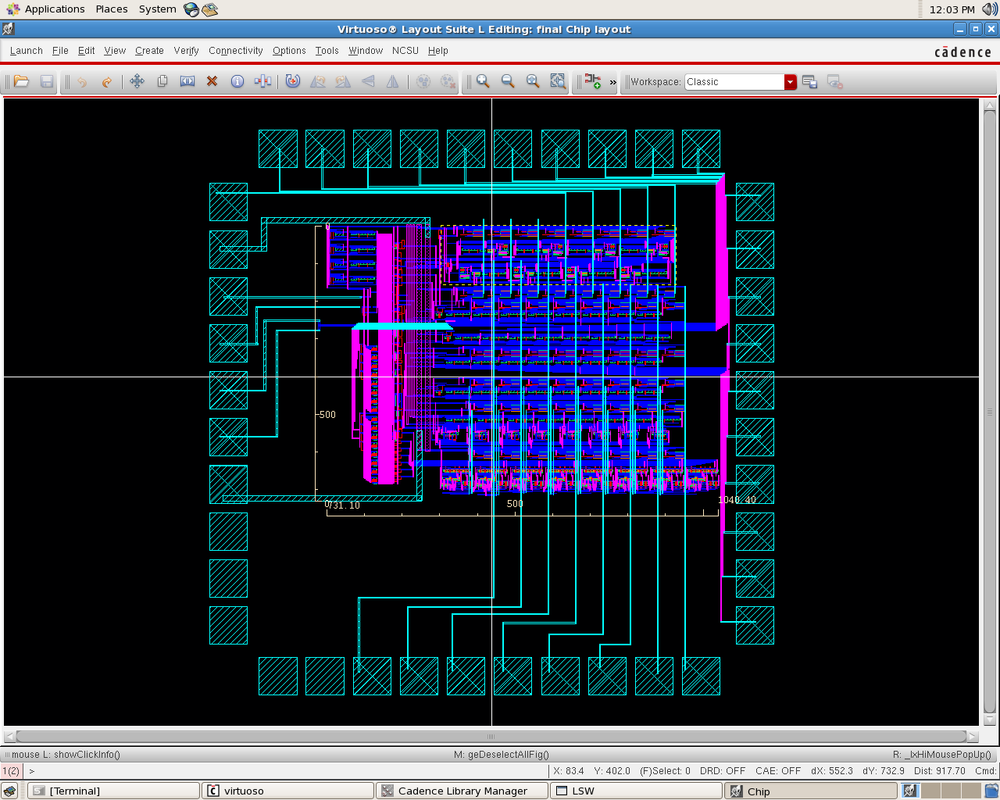 Applications Places System 12:03 PM
Virtuoso® Layout Suite L Editing: final Chip layout
Launch File Edit View Create Verify Connectivity Options Tools Window NCSU Help
cādence
» Workspace: Classic
500
0
731.10
500
1040.40
mouse L: showClickInfo() M: geDeselectAllFig() R: _lxHiMousePopUp()
1(2) > X: 83.4 Y: 402.0 (F)Select: 0 DRD: OFF CAE: OFF dX: 552.3 dY: 732.9 Dist: 917.70 Cmd:
[Terminal] virtuoso Cadence Library Manager LSW Chip